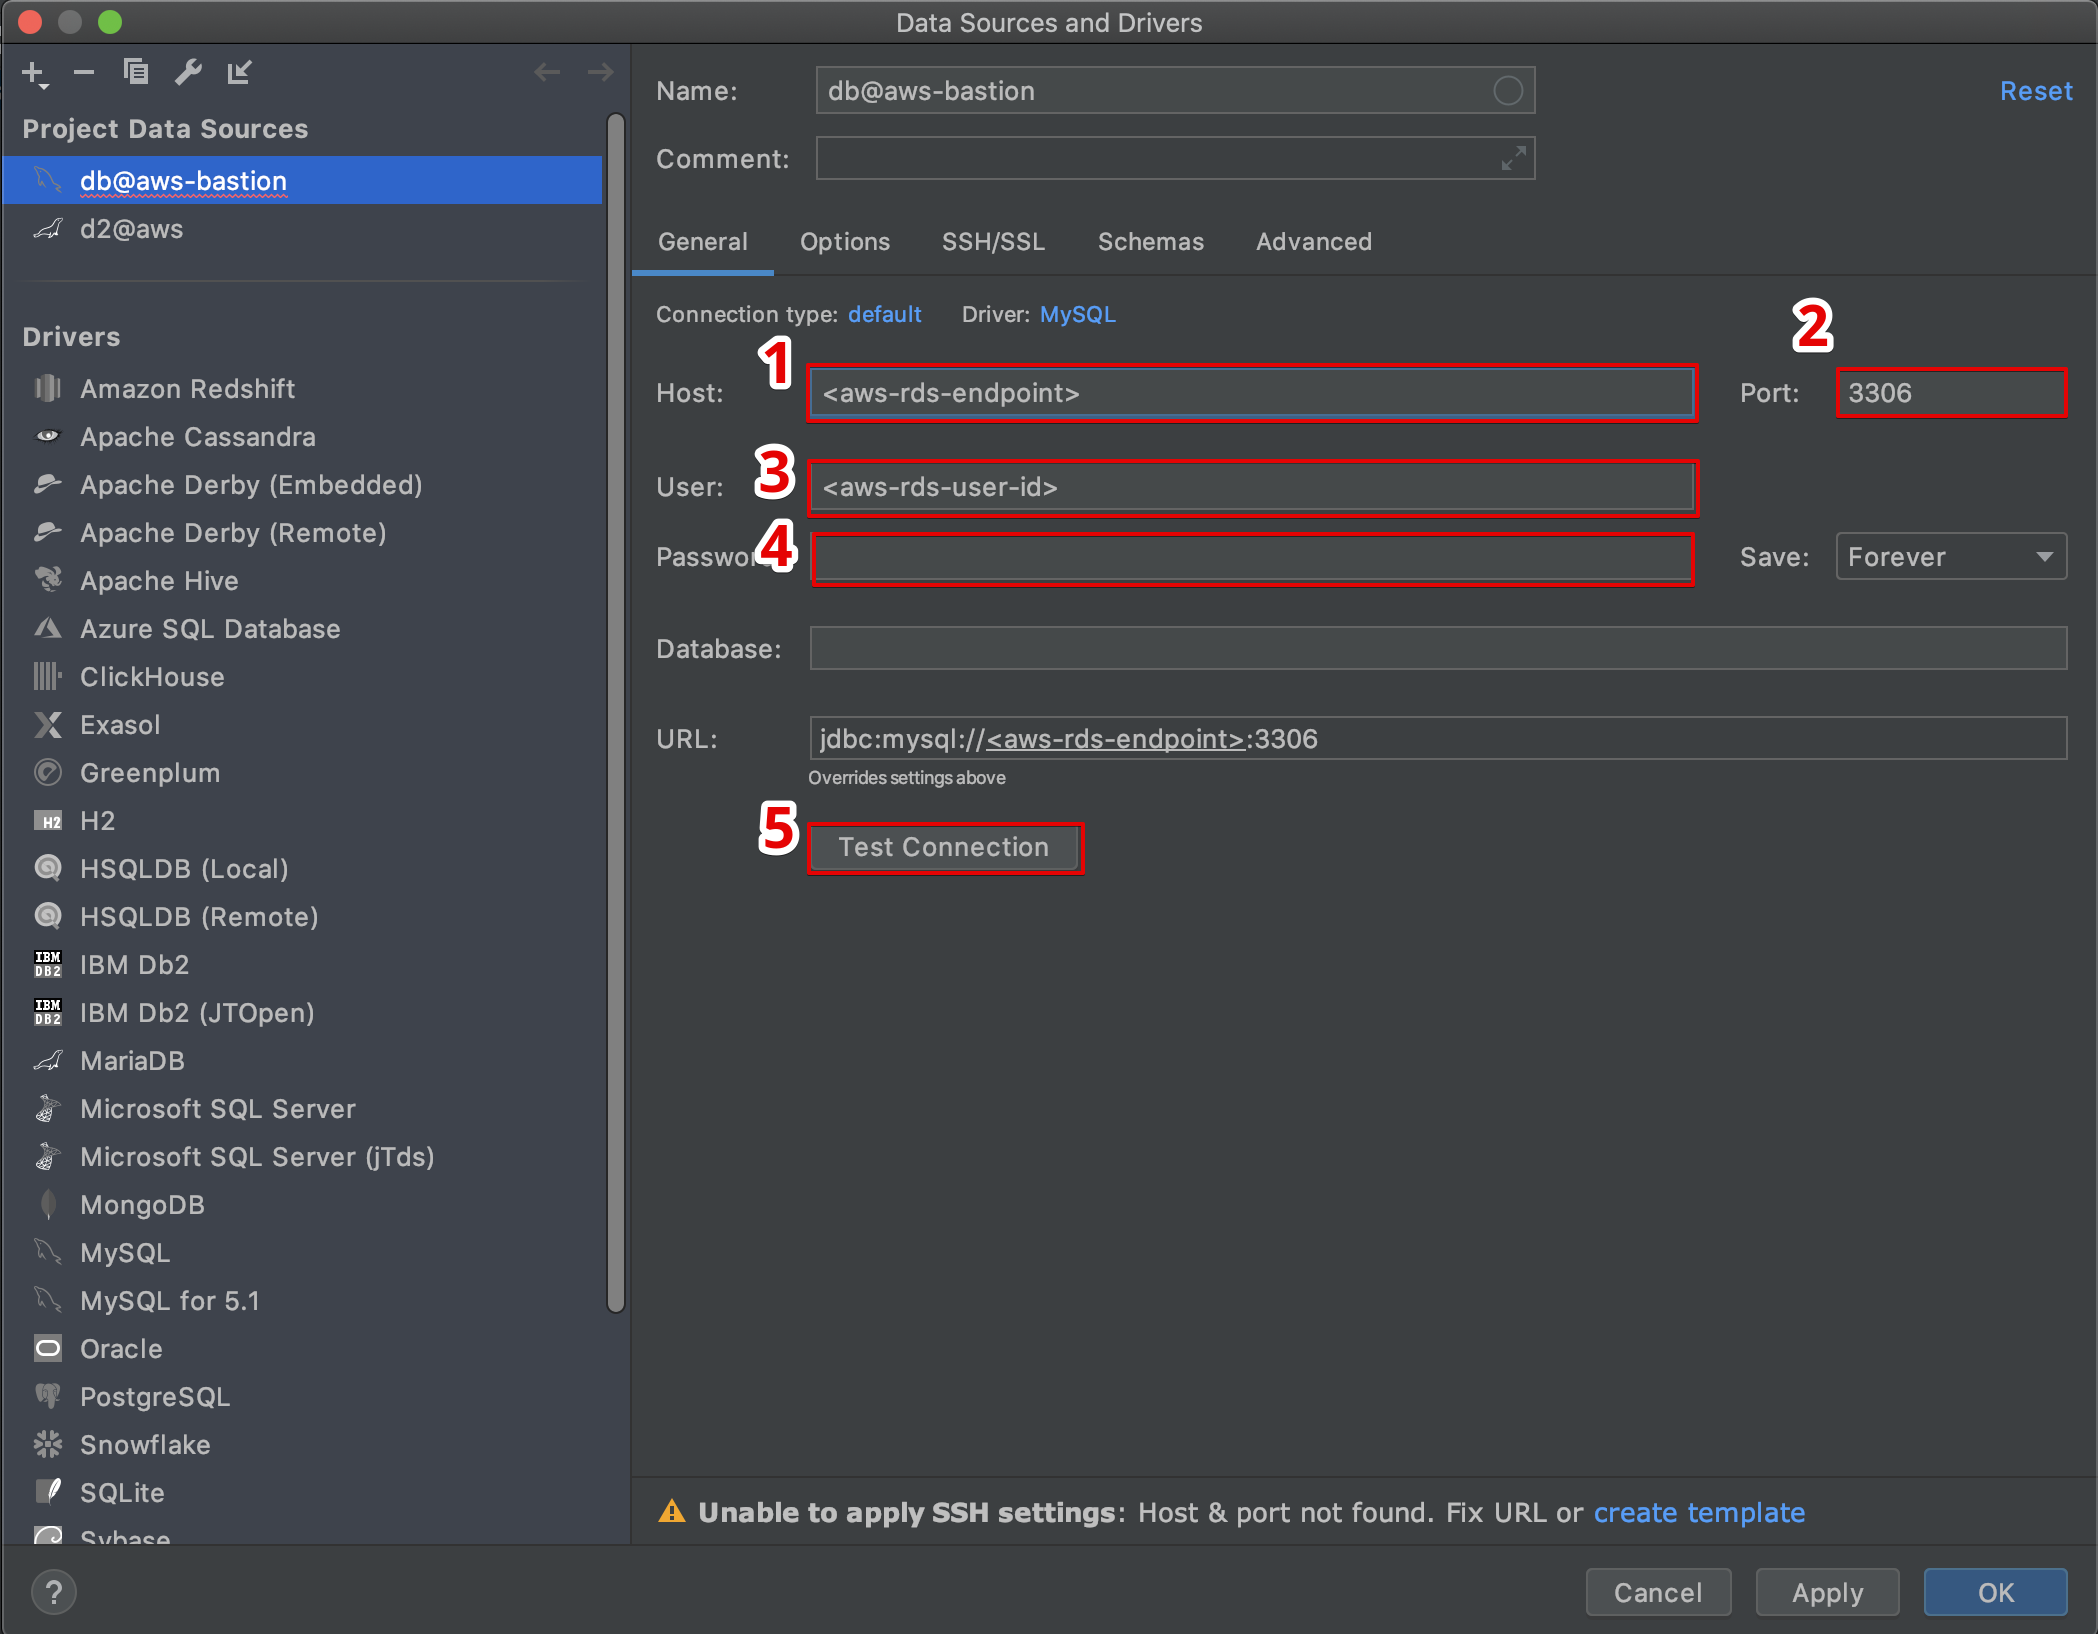 Data Sources and Drivers
Project Data Sources
db@aws-bastion
d2@aws
Drivers
Amazon Redshift
Apache Cassandra
Apache Derby (Embedded)
Apache Derby (Remote)
Apache Hive
Azure SQL Database
ClickHouse
Exasol
Greenplum
H2 H2
HSQLDB (Local)
HSQLDB (Remote)
IBM DB2 IBM Db2
IBM DB2 IBM Db2 (JTOpen)
MariaDB
Microsoft SQL Server
Microsoft SQL Server (jTds)
MongoDB
MySQL
MySQL for 5.1
Oracle
PostgreSQL
Snowflake
SQLite
Sybase
?
Name: db@aws-bastion Reset
Comment:
General Options SSH/SSL Schemas Advanced
Connection type: default Driver: MySQL
1 2
Host: <aws-rds-endpoint> Port: 3306
3
User: <aws-rds-user-id>
4
Passwor Save: Forever
Database:
URL: jdbc:mysql://<aws-rds-endpoint>:3306
Overrides settings above
5
Test Connection
Unable to apply SSH settings: Host & port not found. Fix URL or create template
Cancel Apply OK